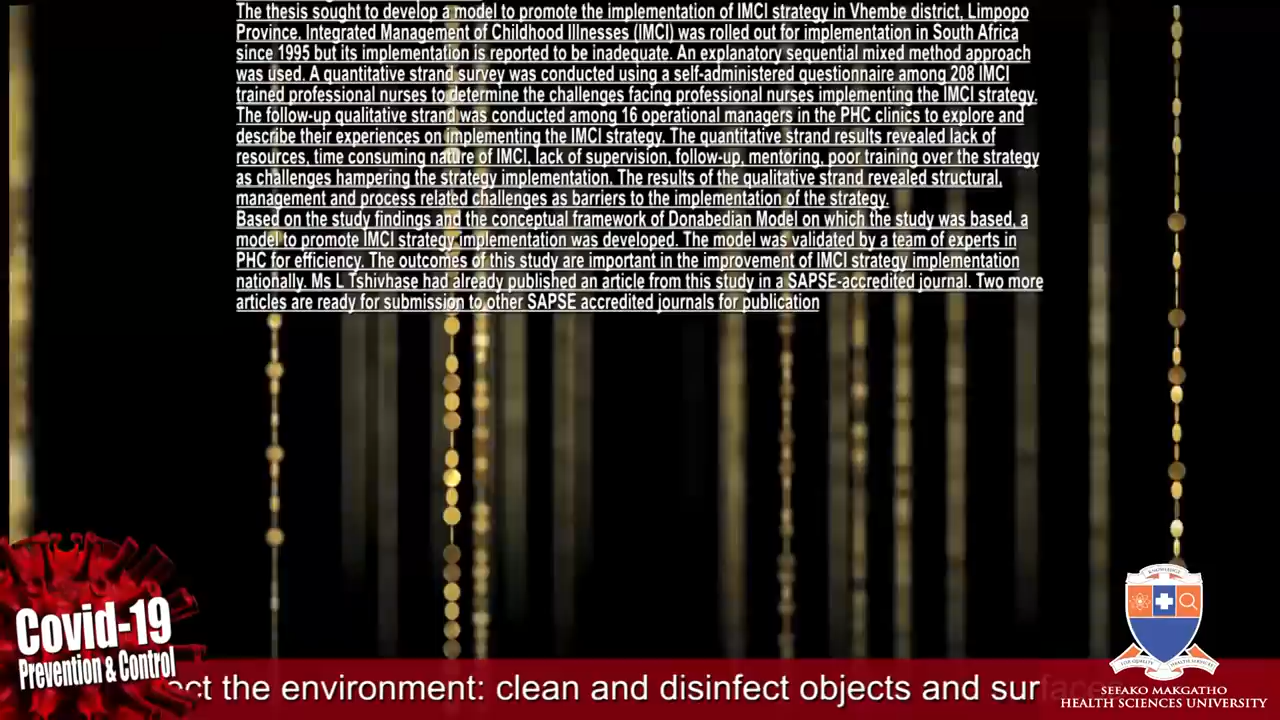 The thesis sought to develop a model to promote the implementation of IMCI strategy in Vhembe district, Limpopo
Province. Integrated Management of Childhood Illnesses (IMCI) was rolled out for implementation in South Africa
since 1995 but its implementation is reported to be inadequate. An explanatory sequential mixed method approach
was used. A quantitative strand survey was conducted using a self-administered questionnaire among 208 IMCI
trained professional nurses to determine the challenges facing professional nurses implementing the IMCI strategy.
The follow-up qualitative strand was conducted among 16 operational managers in the PHC clinics to explore and
describe their experiences on implementing the IMCI strategy. The quantitative strand results revealed lack of
resources, time consuming nature of IMCI, lack of supervision, follow-up, mentoring, poor training over the strategy
as challenges hampering the strategy implementation. The results of the qualitative strand revealed structural,
management and process related challenges as barriers to the implementation of the strategy.
Based on the study findings and the conceptual framework of Donabedian Model on which the study was based, a
model to promote IMCI strategy implementation was developed. The model was validated by a team of experts in
PHC for efficiency. The outcomes of this study are important in the improvement of IMCI strategy implementation
nationally. Ms L Tshivhase had already published an article from this study in a SAPSE-accredited journal. Two more
articles are ready for submission to other SAPSE accredited journals for publication
Covid-19
Prevention & Control
ect the environment: clean and disinfect objects and surfaces
KNOWLEDGE
SEFAKO MAKGATHO
HEALTH SCIENCES UNIVERSITY